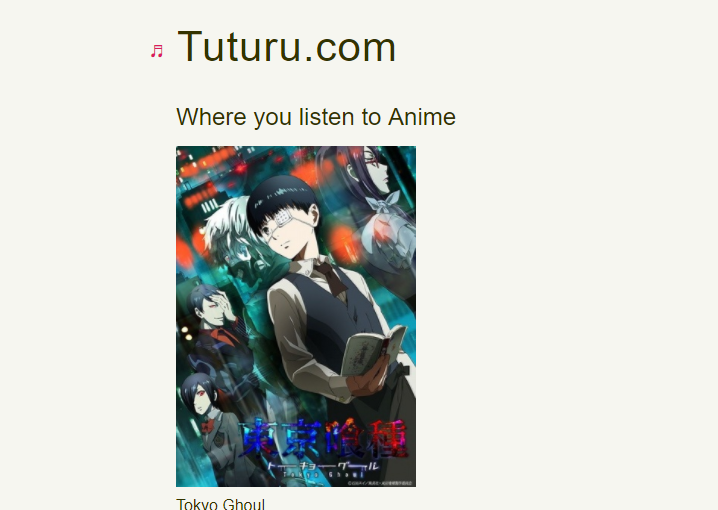 ♬ Tuturu.com
Where you listen to Anime
東京喰種
トーキョーグール
Tokyo Ghoul
Tokyo Ghoul